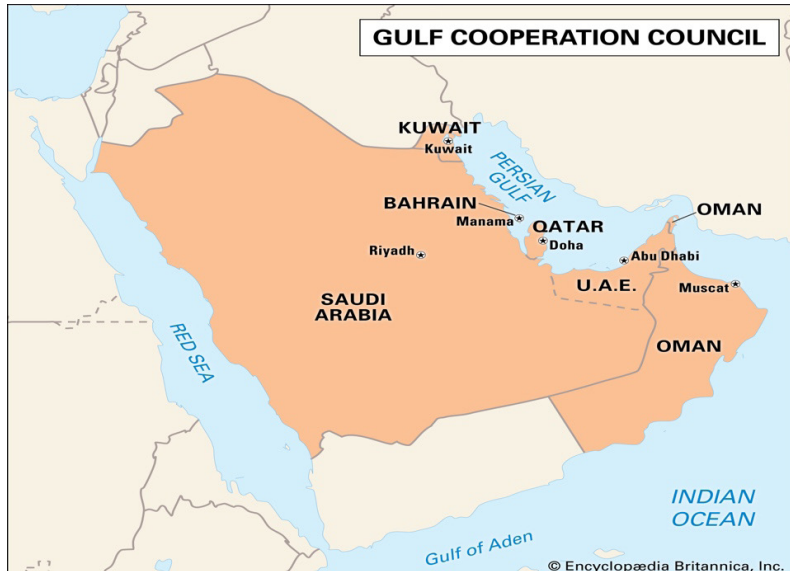 GULF COOPERATION COUNCIL
KUWAIT
Kuwait
PERSIAN
GULF
BAHRAIN
Manama
QATAR
Doha
OMAN
Riyadh
Abu Dhabi
U.A.E.
Muscat
SAUDI
ARABIA
RED SEA
OMAN
INDIAN
OCEAN
Gulf of Aden
© Encyclopædia Britannica, Inc.